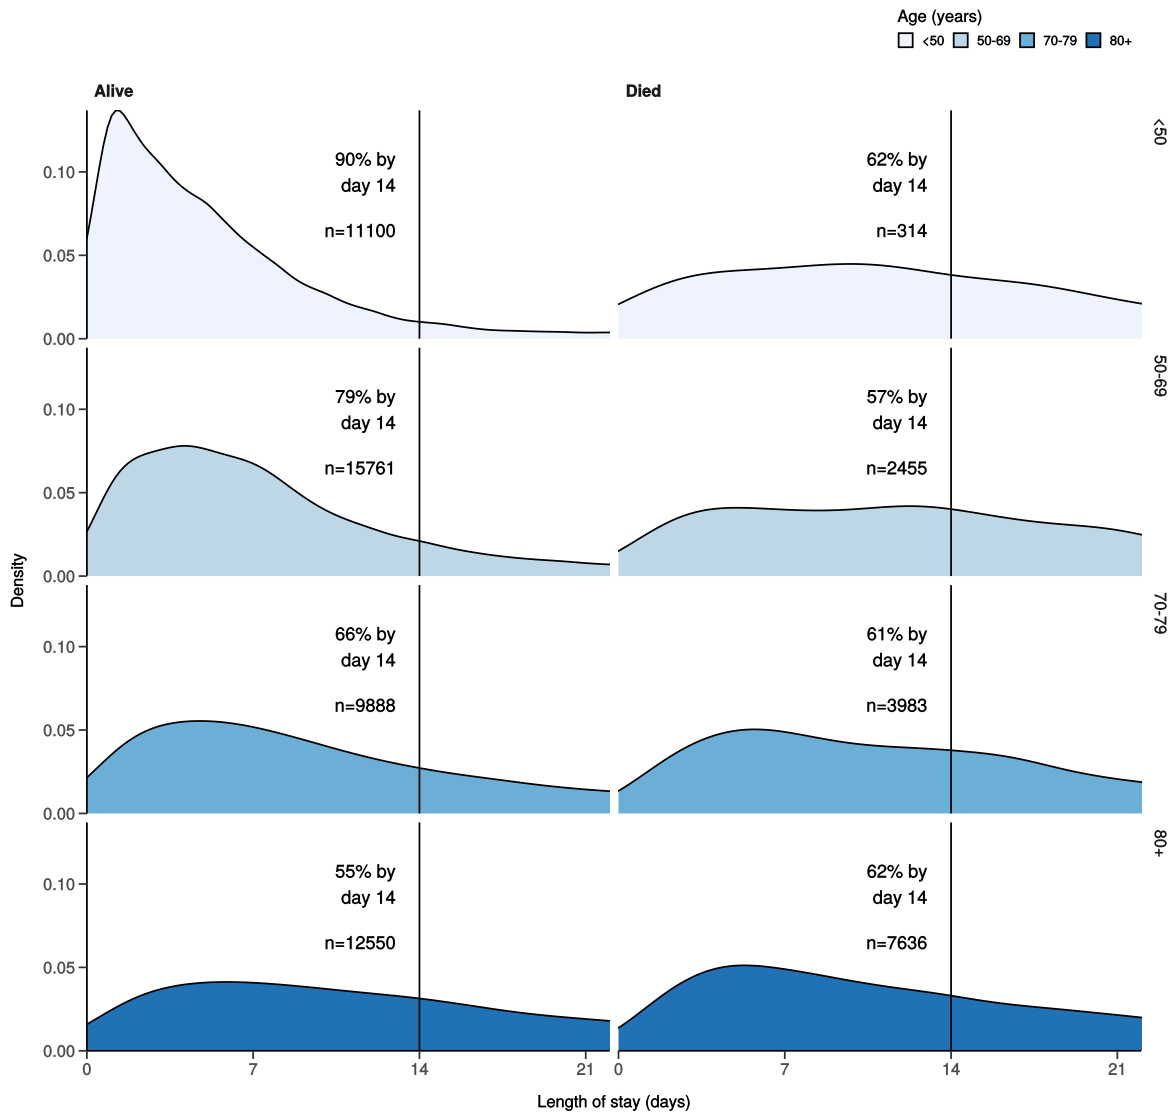 Age (years)
<50 50-69 70-79 80+
Alive Died
<50
90% by
day 14
n=11100
62% by
day 14
n=314
0.10
0.05
0.00
50-69
79% by
day 14
n=15761
57% by
day 14
n=2455
0.10
0.05
0.00
Density
70-79
66% by
day 14
n=9888
61% by
day 14
n=3983
0.10
0.05
0.00
80+
55% by
day 14
n=12550
62% by
day 14
n=7636
0.10
0.05
0.00
0 7 14 21 0 7 14 21
Length of stay (days)